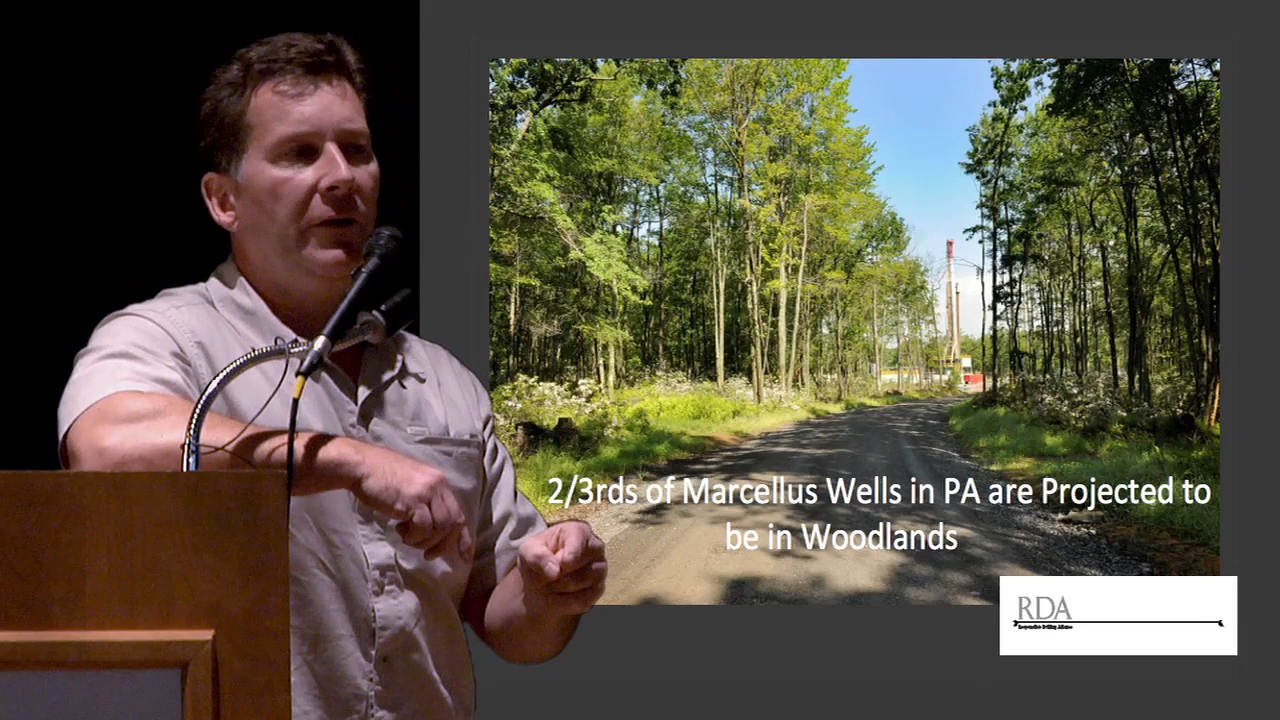 2/3rds of Marcellus Wells in PA are Projected to
be in Woodlands
RDA